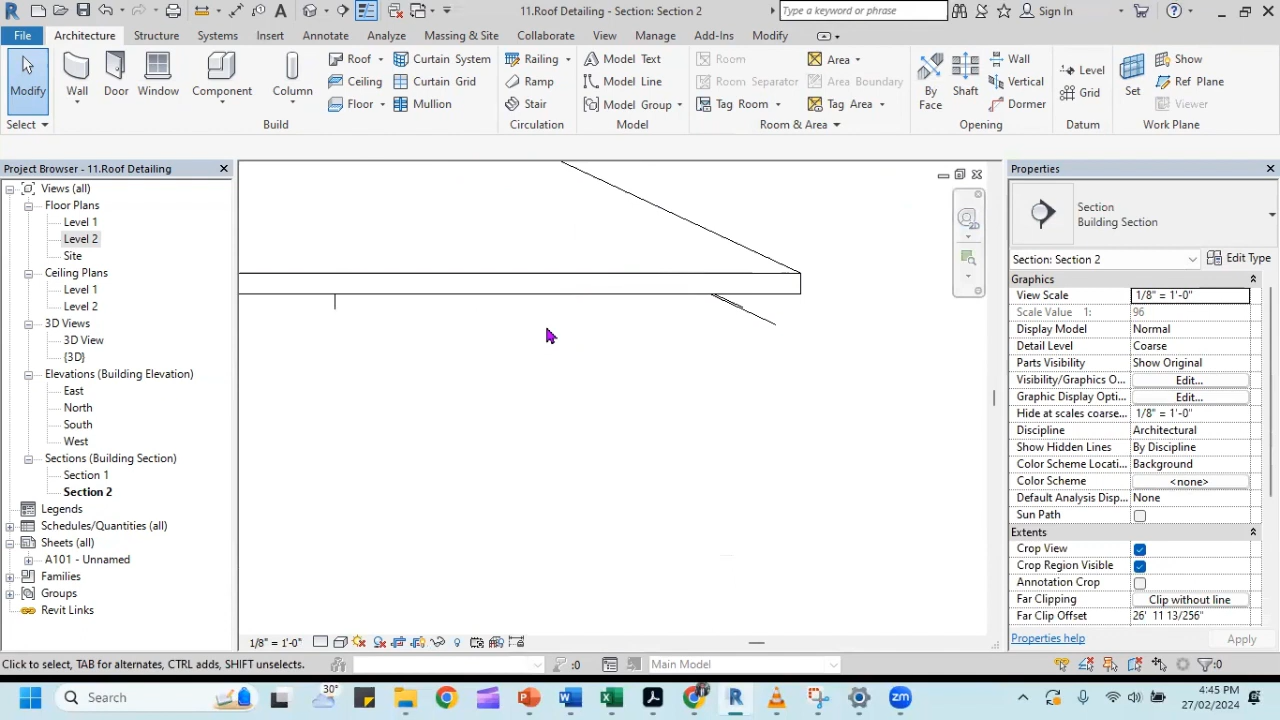 11.Roof Detailing - Section: Section 2
Type a keyword or phrase
Sign In
File Architecture Structure Systems Insert Annotate Analyze Massing & Site Collaborate View Manage Add-Ins Modify
Modify
Wall
Door
Window
Component
Column
Roof
Ceiling
Floor
Curtain System
Curtain Grid
Mullion
Railing
Ramp
Stair
Model Text
Model Line
Model Group
Room
Room Separator
Tag Room
Area
Area Boundary
Tag Area
By
Face
Shaft
Wall
Vertical
Dormer
Level
Grid
Set
Show
Ref Plane
Viewer
Select
Build
Circulation
Model
Room & Area
Opening
Datum
Work Plane
Project Browser - 11.Roof Detailing
Views (all)
Floor Plans
Level 1
Level 2
Site
Ceiling Plans
Level 1
Level 2
3D Views
3D View
{3D}
Elevations (Building Elevation)
East
North
South
West
Sections (Building Section)
Section 1
Section 2
Legends
Schedules/Quantities (all)
Sheets (all)
A101 - Unnamed
Families
Groups
Revit Links
2D
Properties
Section
Building Section
Section: Section 2
Edit Type
Graphics
View Scale 1/8" = 1'-0"
Scale Value 1: 96
Display Model Normal
Detail Level Coarse
Parts Visibility Show Original
Visibility/Graphics O... Edit...
Graphic Display Opti... Edit...
Hide at scales coarse... 1/8" = 1'-0"
Discipline Architectural
Show Hidden Lines By Discipline
Color Scheme Locati... Background
Color Scheme <none>
Default Analysis Disp... None
Sun Path
Extents
Crop View
Crop Region Visible
Annotation Crop
Far Clipping Clip without line
Far Clip Offset 26' 11 13/256"
Properties help
Apply
1/8" = 1'-0"
Click to select, TAB for alternates, CTRL adds, SHIFT unselects.
:0
Main Model
:0
Search
30°
4:45 PM
27/02/2024